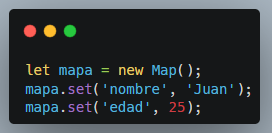 let mapa = new Map();
mapa.set('nombre', 'Juan');
mapa.set('edad', 25);